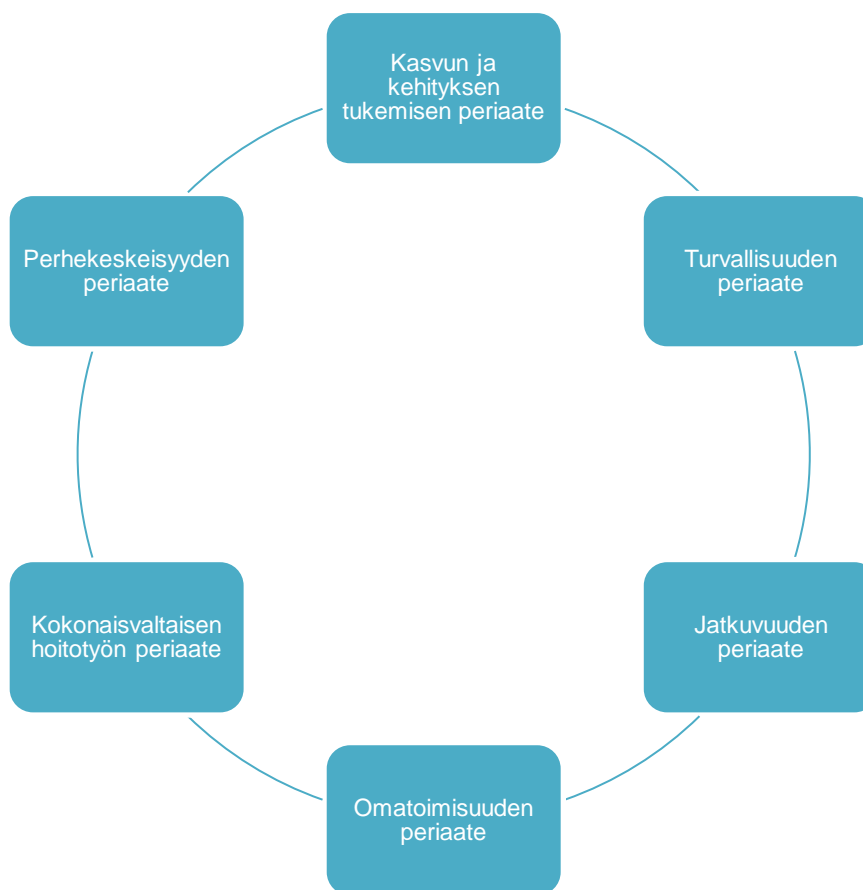 Kasvun ja
kehityksen
tukemisen periaate
Turvallisuuden
periaate
Jatkuvuuden
periaate
Omatoimisuuden
periaate
Kokonaisvaltaisen
hoitotyön periaate
Perhekeskeisyyden
periaate